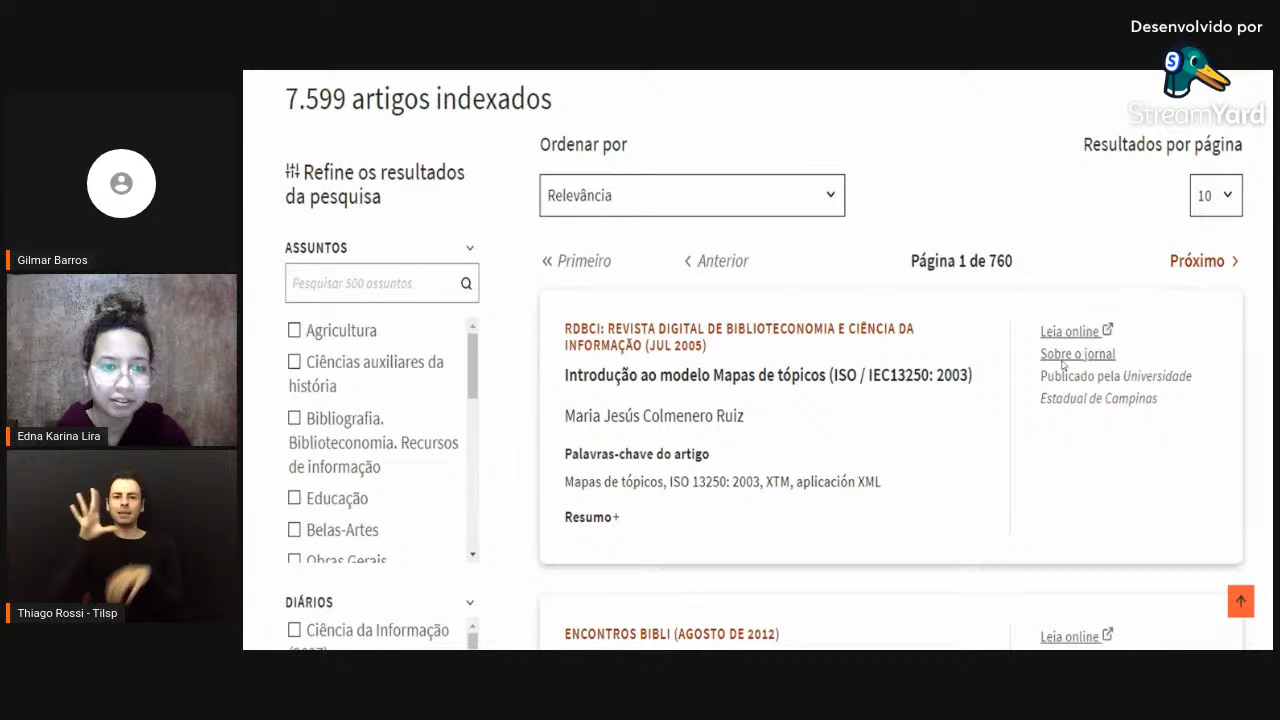 Desenvolvido por
S
StreamYard
Gilmar Barros
Edna Karina Lira
Thiago Rossi - Tilsp
7.599 artigos indexados
Refine os resultados
da pesquisa
ASSUNTOS
Pesquisar 500 assuntos
Agricultura
Ciências auxiliares da
história
Bibliografia.
Biblioteconomia. Recursos
de informação
Educação
Belas-Artes
Obras Gerais
DIÁRIOS
Ciência da Informação
Ordenar por
Relevância
Resultados por página
10
« Primeiro
< Anterior
Página 1 de 760
Próximo >
RDBCI: REVISTA DIGITAL DE BIBLIOTECONOMIA E CIÊNCIA DA
INFORMAÇÃO (JUL 2005)
Introdução ao modelo Mapas de tópicos (ISO / IEC13250: 2003)
Maria Jesús Colmenero Ruiz
Palavras-chave do artigo
Mapas de tópicos, ISO 13250: 2003, XTM, aplicación XML
Resumo+
Leia online
Sobre o jornal
Publicado pela Universidade
Estadual de Campinas
ENCONTROS BIBLI (AGOSTO DE 2012)
Leia online